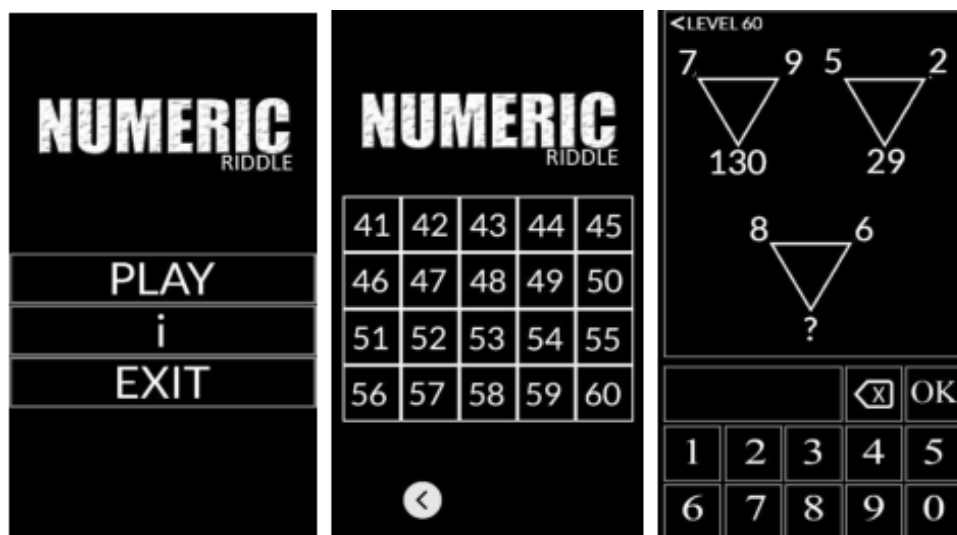 NUMERIC
RIDDLE
PLAY
i
EXIT
NUMERIC
RIDDLE
41 42 43 44 45
46 47 48 49 50
51 52 53 54 55
56 57 58 59 60
<
<LEVEL 60
7 9 5 2
130 29
8 6
?
X OK
1 2 3 4 5
6 7 8 9 0